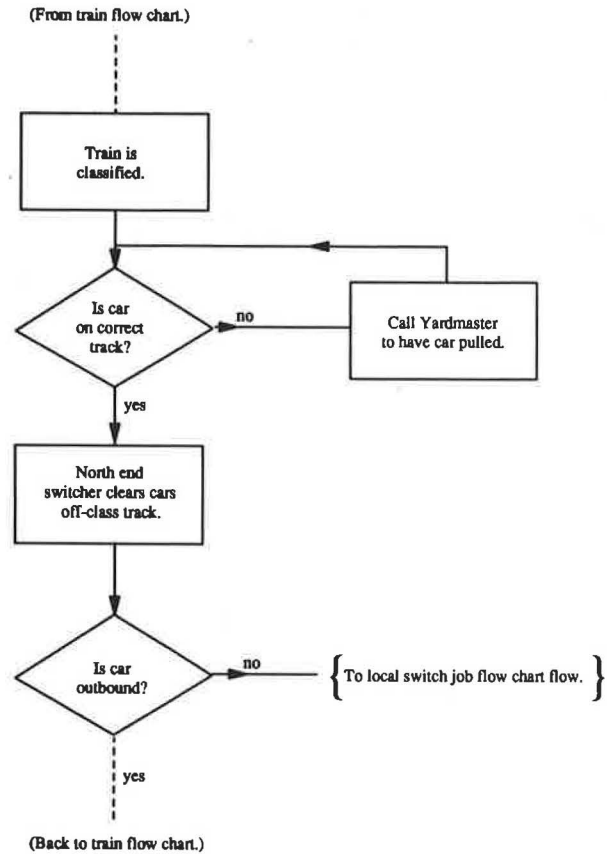 (From train flow chart.)
Train is
classified.
Is car
on correct
track?
no
Call Yardmaster
to have car pulled.
yes
North end
switcher clears cars
off-class track.
Is car
outbound?
no
{To local switch job flow chart flow.}
yes
(Back to train flow chart.)